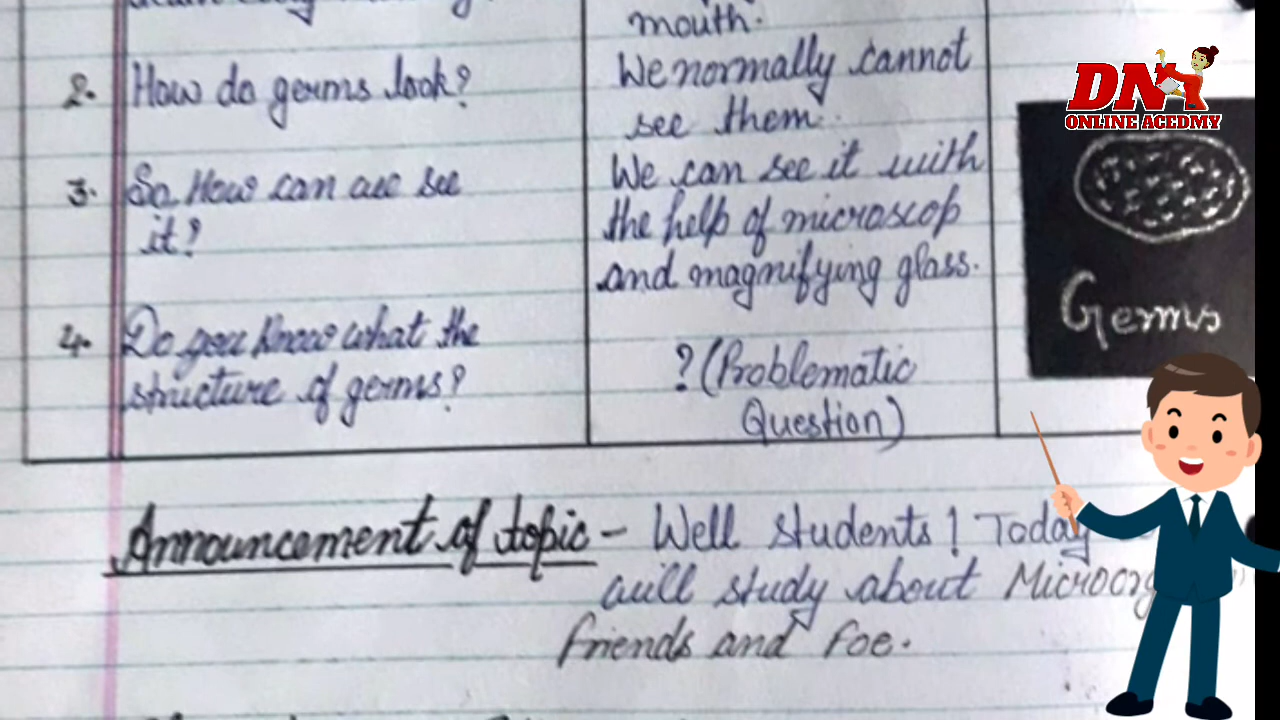 mouth.
2. How do germs look?
We normally cannot
see them.
3. So How can we see
it?
We can see it with
the help of microscop
and magnifying glass.
4. Do you know what the
structure of germs?
? (Problematic
Question)
Germs
DN
ONLINE ACEDMY
Announcement of topic - Well students! Today
will study about
friends and foe.